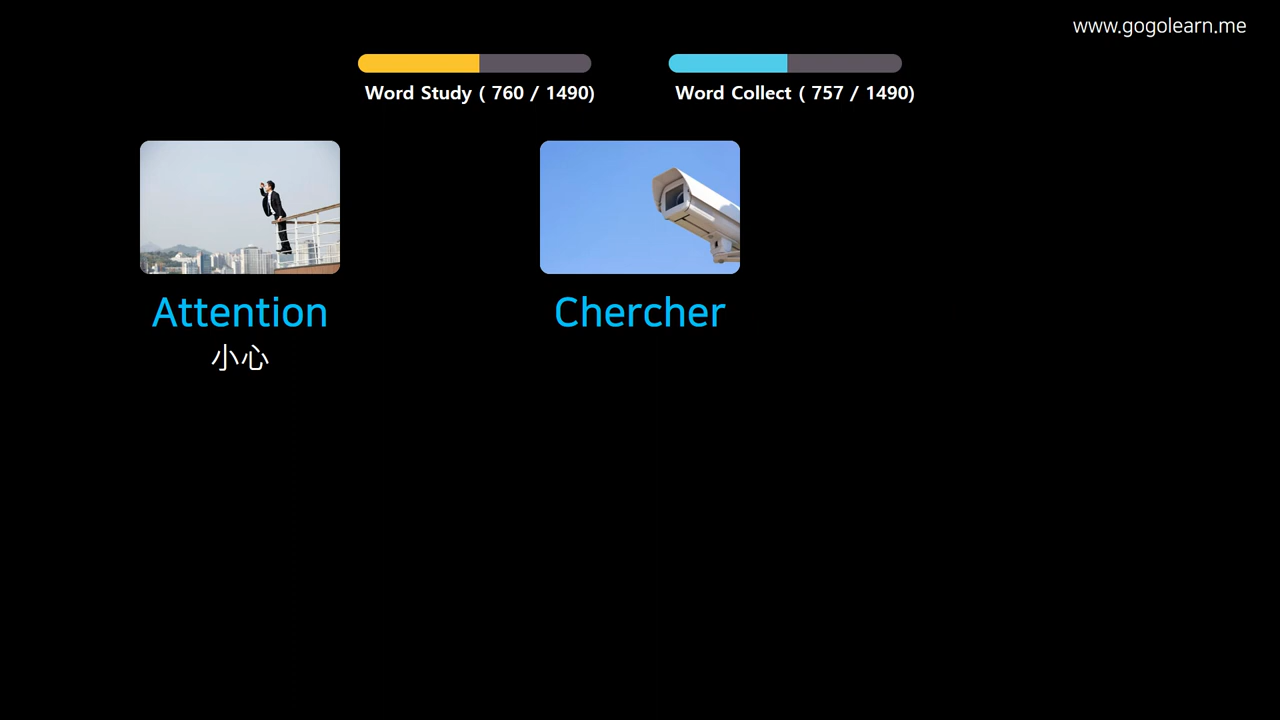 www.gogolearn.me
Word Study ( 760 / 1490)
Word Collect ( 757 / 1490)
Attention
小心
Chercher